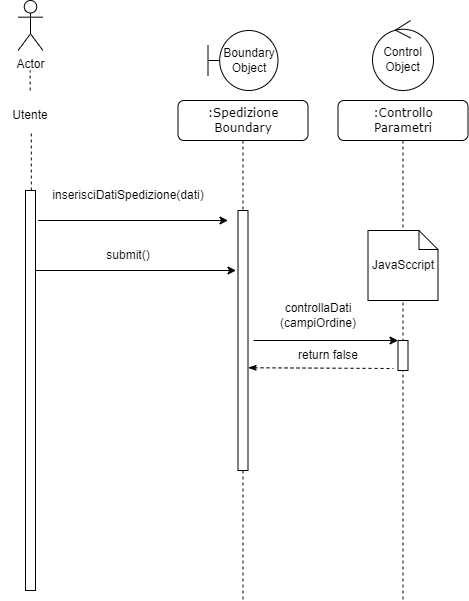 Actor
Utente
Boundary
Object
Control
Object
:Spedizione
Boundary
:Controllo
Parametri
inserisciDatiSpedizione(dati)
submit()
JavaSccript
controllaDati
(campiOrdine)
return false